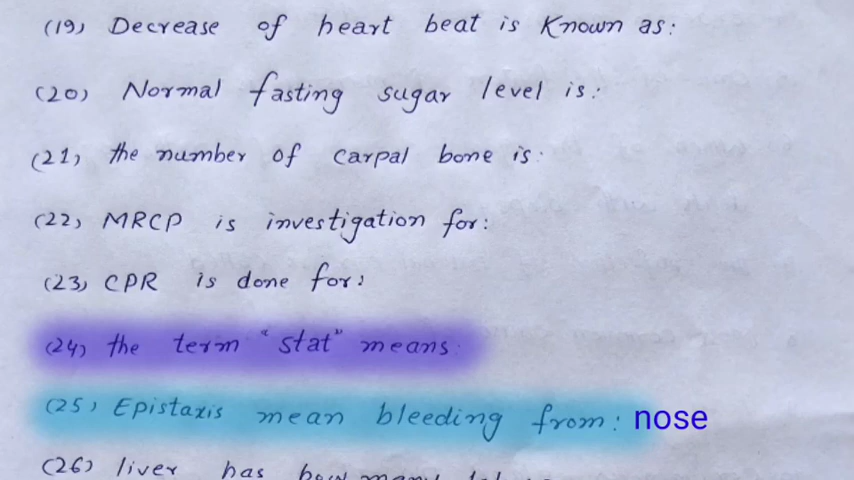 (19) Decrease of heart beat is Known as:
(20) Normal fasting sugar level is:
(21) the number of carpal bone is:
(22) MRCP is investigation for:
(23) CPR is done for:
(24) the term "stat" means:
(25) Epistaxis mean bleeding from: nose
(26) liver has how many